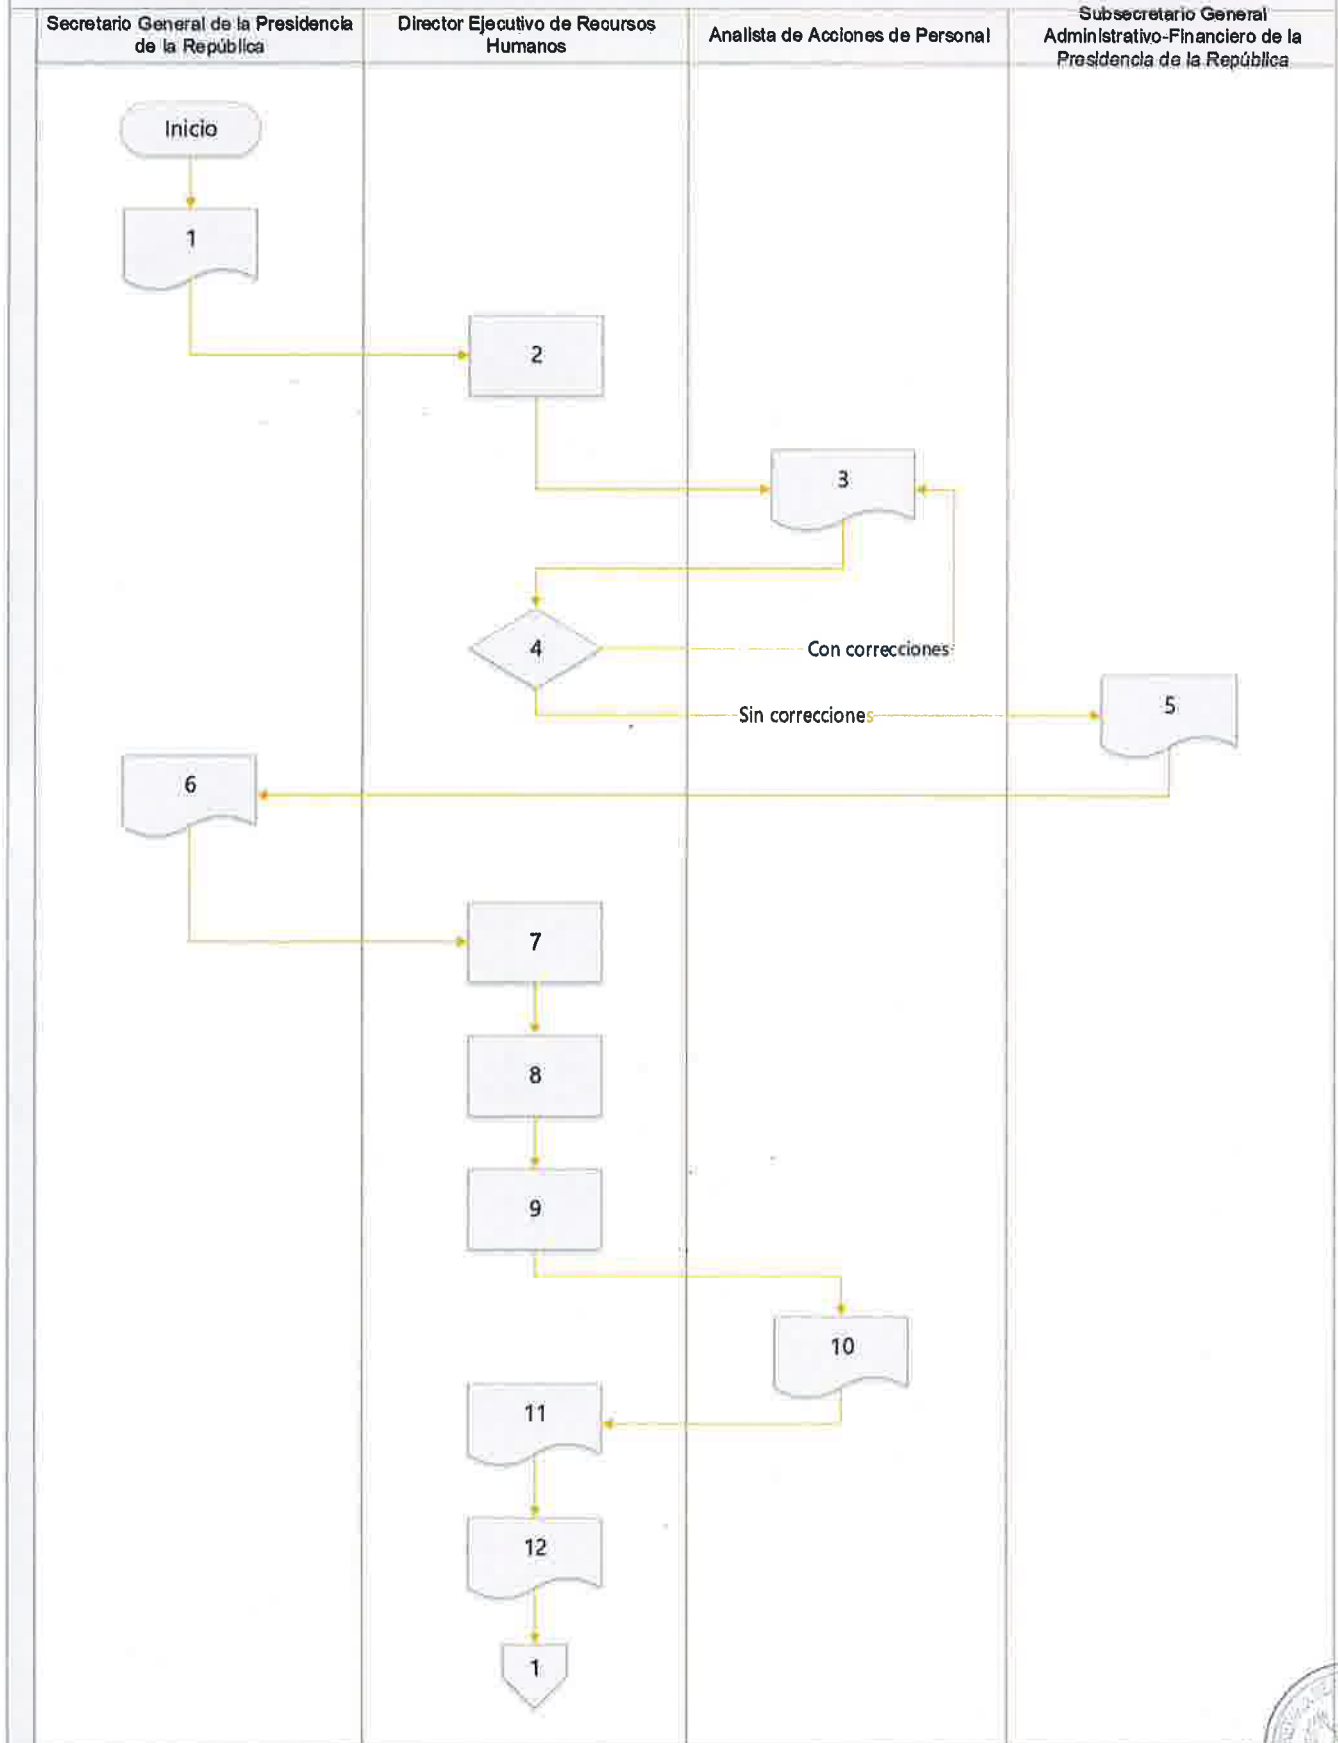 Secretario General de la Presidencia
de la República
Director Ejecutivo de Recursos
Humanos
Analista de Acciones de Personal
Subsecretario General
Administrativo-Financiero de la
Presidencia de la República
Inicio
1
2
3
4
Con correcciones
Sin correcciones
5
6
7
8
9
10
11
12
1